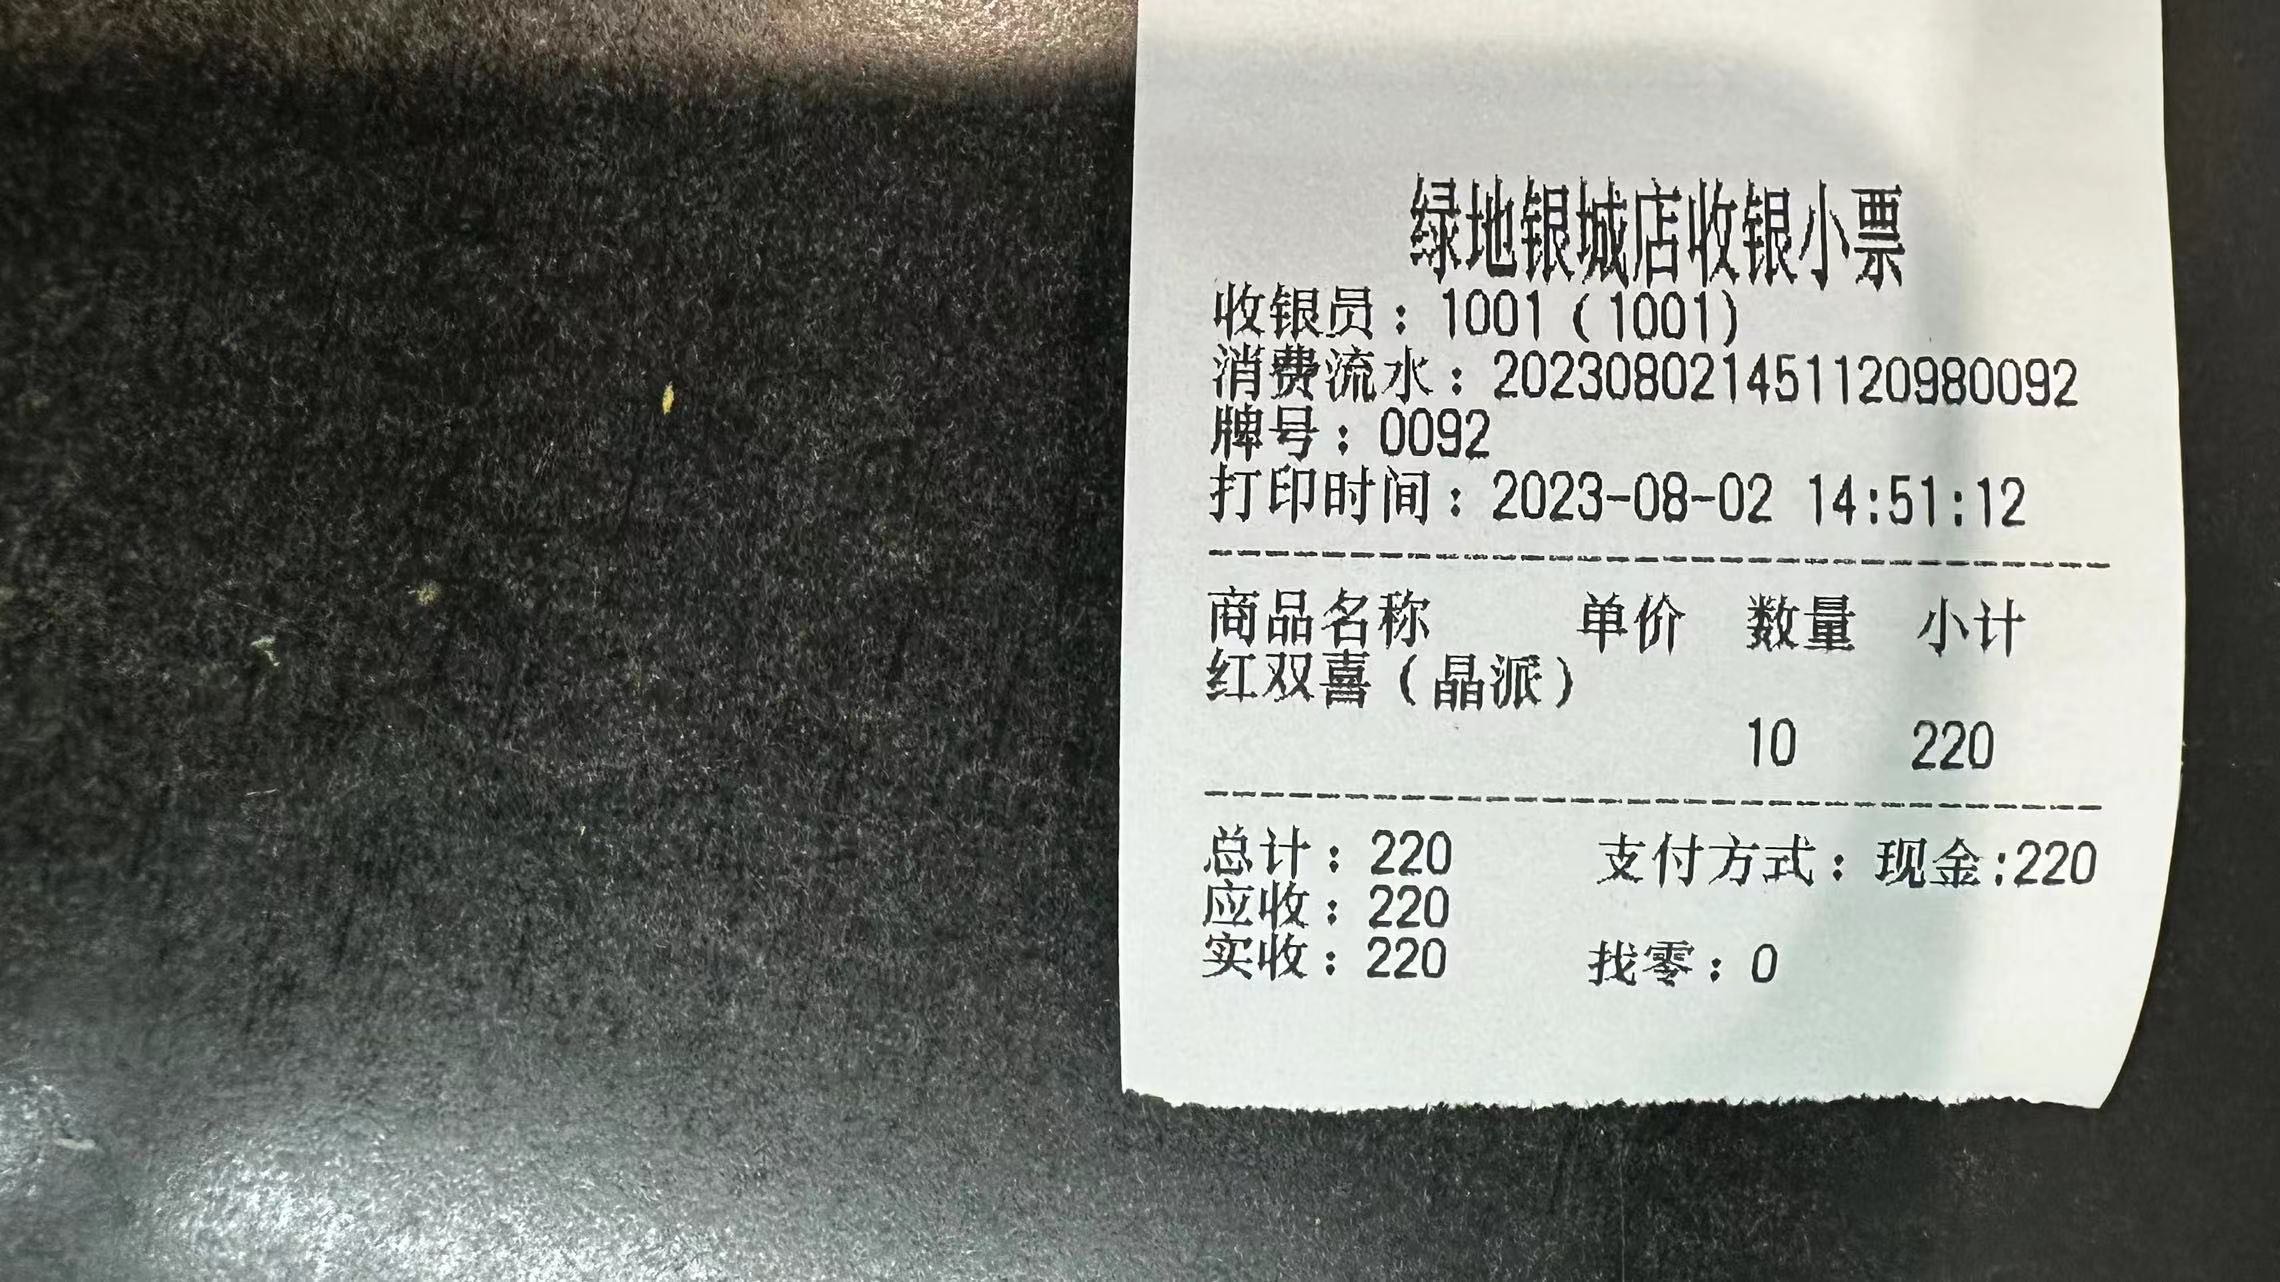 绿地银城店收银小票
收银员：1001（1001）
消费流水：202308021451120980092
牌号：0092
打印时间：2023-08-02 14:51:12
商品名称 单价 数量 小计
红双喜（晶派）
10 220
总计：220 支付方式：现金:220
应收：220
实收：220 找零：0